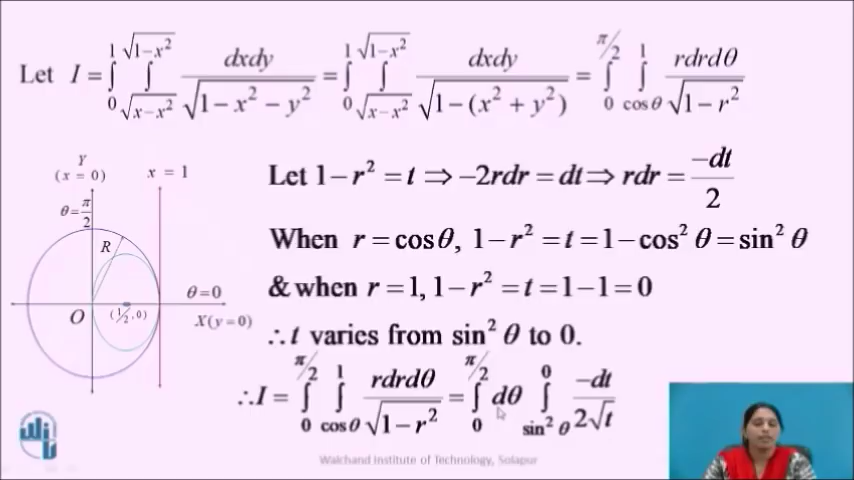 Let I = ∫₀¹ ∫_{√(x−x²)}^{√(1−x²)} dxdy / √(1−x²−y²) = ∫₀¹ ∫_{√(x−x²)}^{√(1−x²)} dxdy / √(1−(x²+y²)) = ∫₀^{π/2} ∫_{cosθ}^{1} rdrdθ / √(1−r²)
Y
(x = 0)
x = 1
θ = π/2
R
θ = 0
O
(1/2, 0)
X(y=0)
Let 1−r² = t ⇒ −2rdr = dt ⇒ rdr = −dt/2
When r = cosθ, 1−r² = t = 1−cos²θ = sin²θ
& when r = 1, 1−r² = t = 1−1 = 0
∴ t varies from sin²θ to 0.
∴ I = ∫₀^{π/2} ∫_{cosθ}^{1} rdrdθ / √(1−r²) = ∫₀^{π/2} dθ ∫_{sin²θ}^{0} −dt / 2√t
Walchand Institute of Technology, Solapur